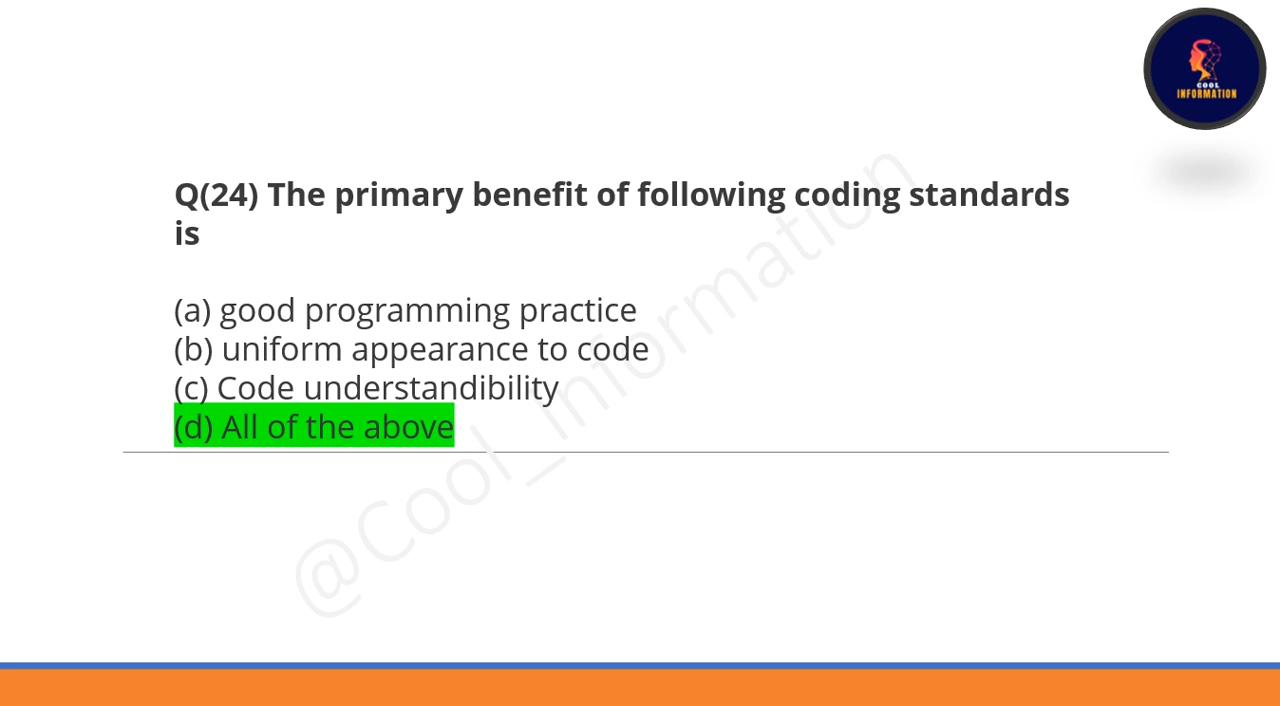 COOL
INFORMATION
Q(24) The primary benefit of following coding standards
is
(a) good programming practice
(b) uniform appearance to code
(c) Code understandibility
(d) All of the above
@Cool_information